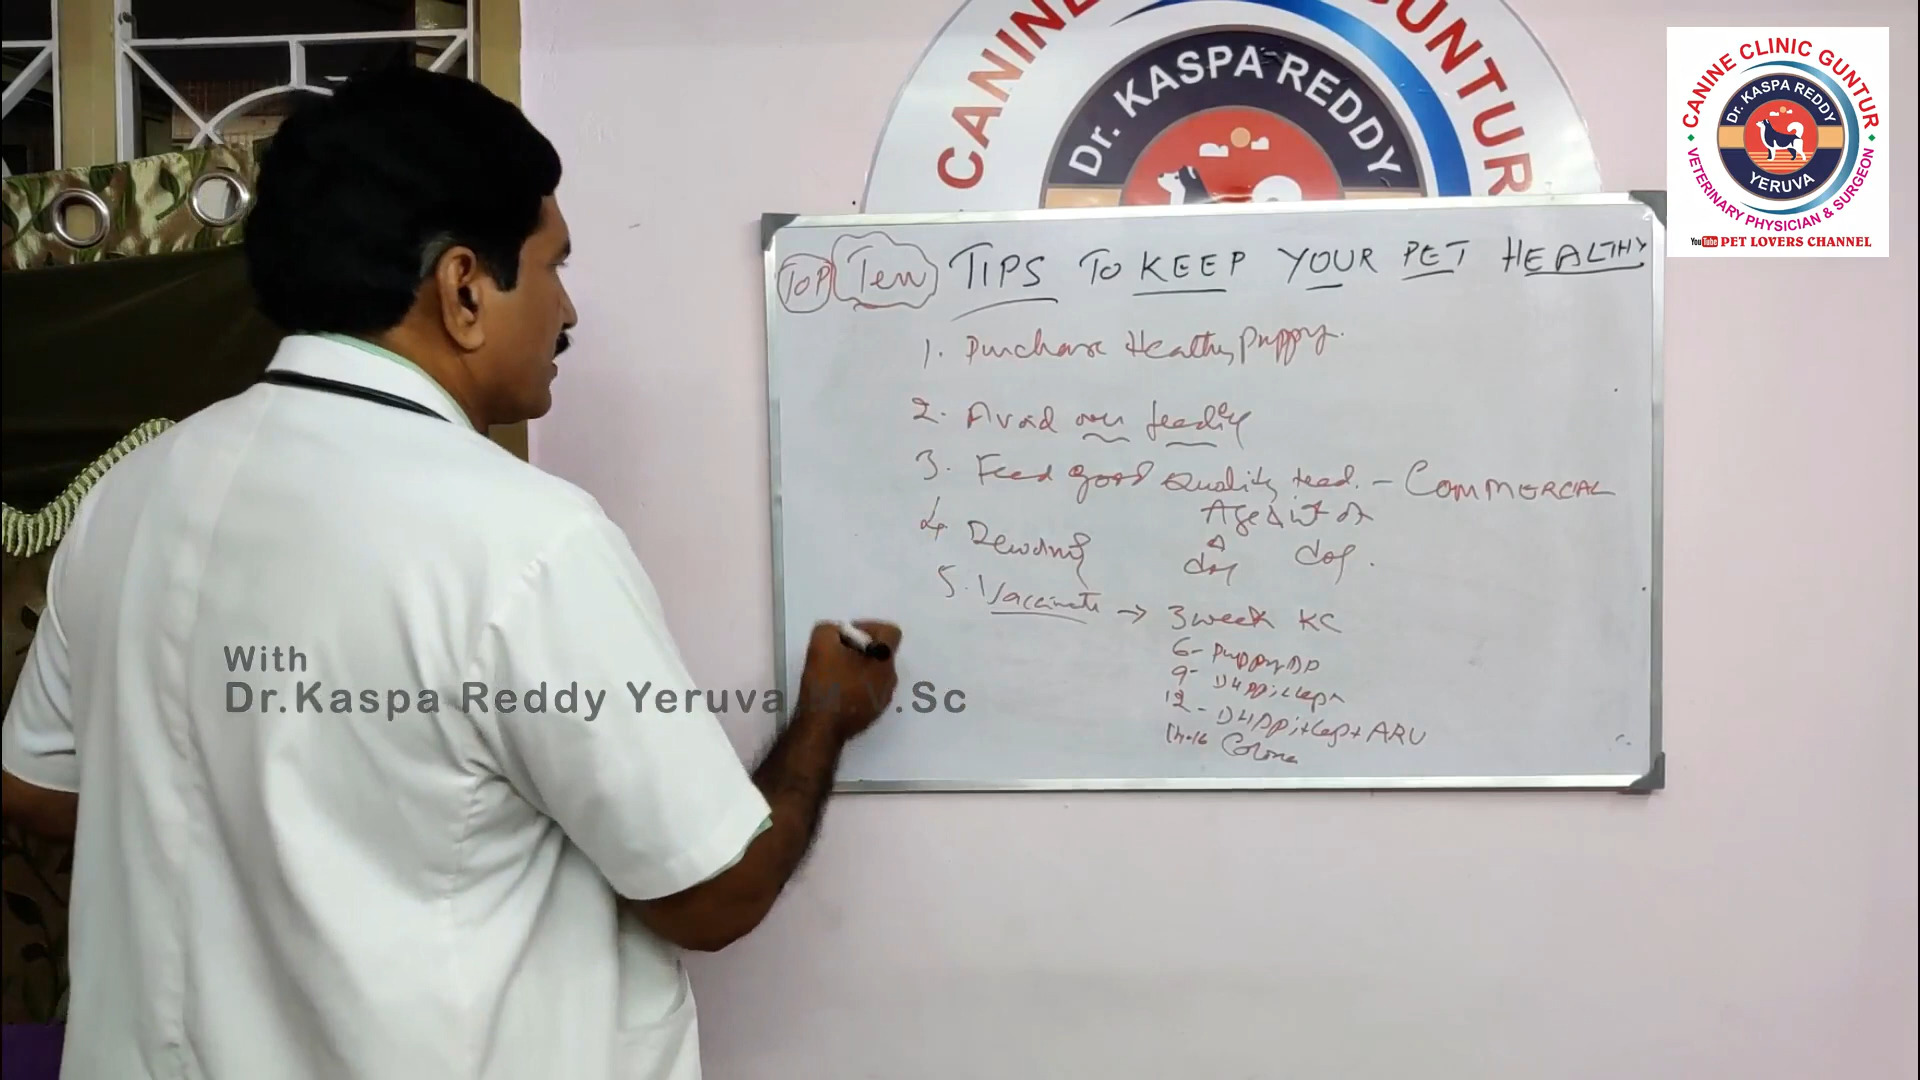 CANINE GUNTUR
Dr. KASPA REDDY
CANINE CLINIC GUNTUR
Dr. KASPA REDDY
YERUVA
VETERINARY PHYSICIAN & SURGEON
YouTube PET LOVERS CHANNEL
TOP Ten TIPS TO KEEP YOUR PET HEALTHY
1. Purchase Healthy puppy.
2. Avoid over feeding
3. Feed good Quality feed. - COMMERCIAL
Age & wt of
4. Deworming dog dog.
5. Vaccinate → 3 week KC
6- Puppy DP
9- DHPPi+Lepto
12- DHPPi+Lep+ARV
14-16 Corona
With
Dr.Kaspa Reddy Yeruva M.V.Sc